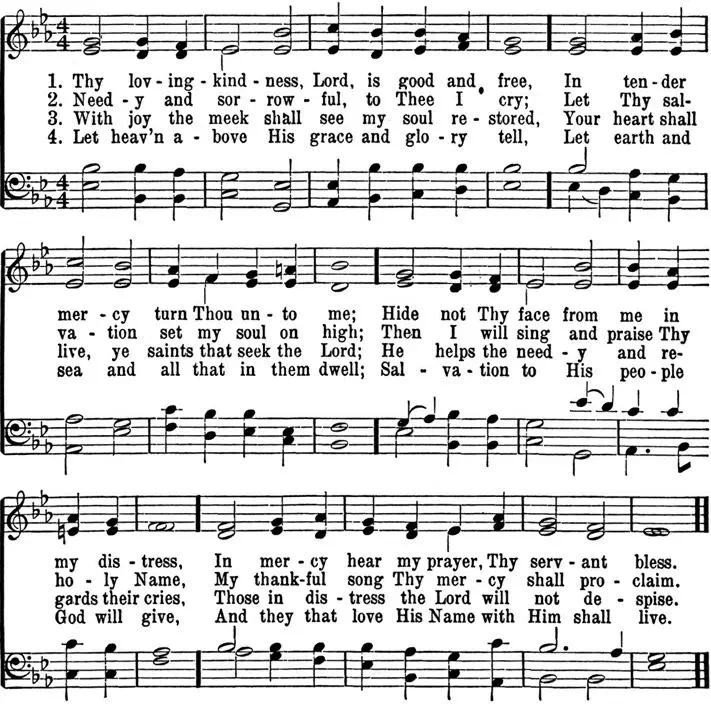 1. Thy lov-ing-kind-ness, Lord, is good and free, In ten-der
2. Need-y and sor-row-ful, to Thee I cry; Let Thy sal-
3. With joy the meek shall see my soul re-stored, Your heart shall
4. Let heav'n a-bove His grace and glo-ry tell, Let earth and
mer-cy turn Thou un-to me; Hide not Thy face from me in
va-tion set my soul on high; Then I will sing and praise Thy
live, ye saints that seek the Lord; He helps the need-y and re-
sea and all that in them dwell; Sal-va-tion to His peo-ple
my dis-tress, In mer-cy hear my prayer, Thy serv-ant bless.
ho-ly Name, My thank-ful song Thy mer-cy shall pro-claim.
gards their cries, Those in dis-tress the Lord will not de-spise.
God will give, And they that love His Name with Him shall live.